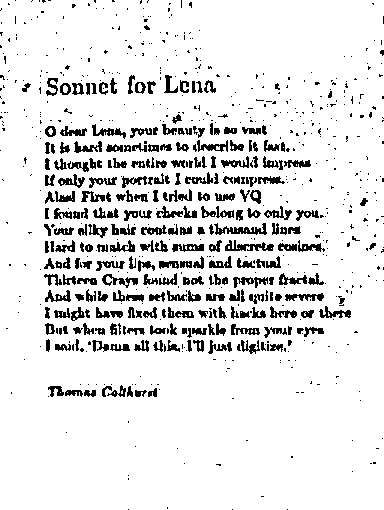 Sonnet for Lena
O dear Lena, your beauty is so vast
It is hard sometimes to describe it fast.
I thought the entire world I would impress
If only your portrait I could compress.
Alas! First when I tried to use VQ
I found that your cheeks belong to only you.
Your silky hair contains a thousand lines
Hard to match with sums of discrete cosines.
And for your lips, sensual and tactual
Thirteen Crays found not the proper fractal.
And while these setbacks are all quite severe
I might have fixed them with hacks here or there
But when filters took sparkle from your eyes
I said, 'Damn all this. I'll just digitize.'
Thomas Colthurst